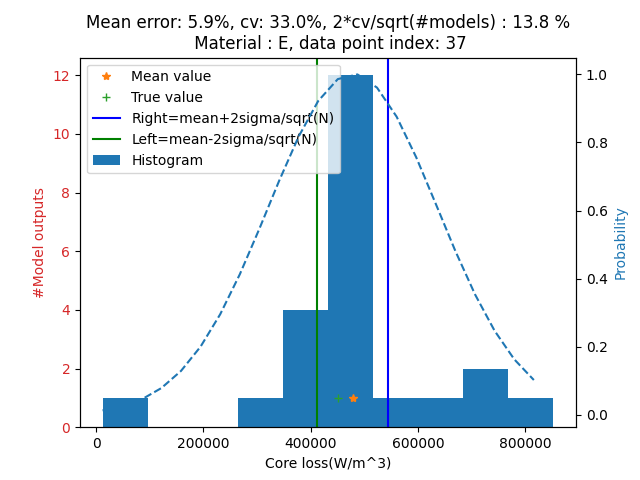 Mean error: 5.9%, cv: 33.0%, 2*cv/sqrt(#models) : 13.8 %
Material : E, data point index: 37
Mean value
True value
Right=mean+2sigma/sqrt(N)
Left=mean-2sigma/sqrt(N)
Histogram
#Model outputs
12
10
8
6
4
2
0
Probability
1.0
0.8
0.6
0.4
0.2
0.0
0 200000 400000 600000 800000
Core loss(W/m^3)